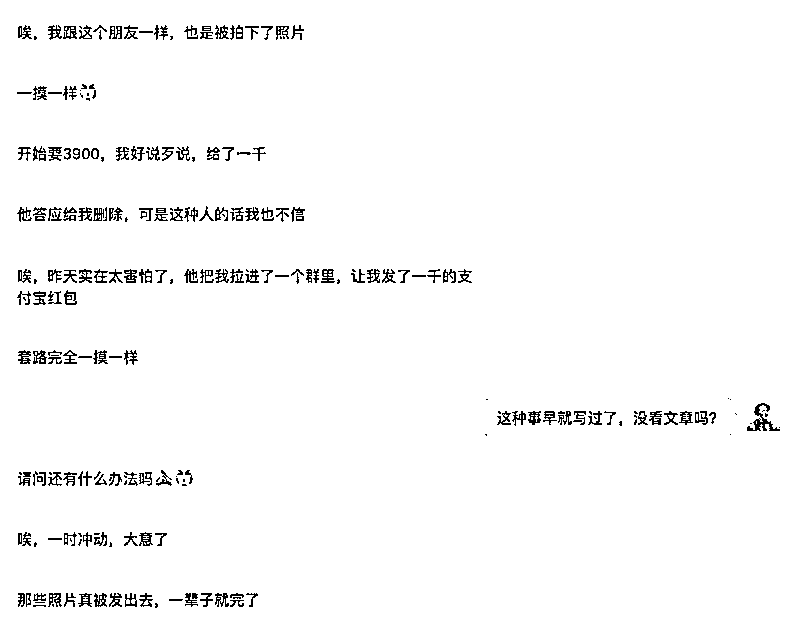 唉，我跟这个朋友一样，也是被拍下了照片
一摸一样
开始要3900，我好说歹说，给了一千
他答应给我删除，可是这种人的话我也不信
唉，昨天实在太害怕了，他把我拉进了一个群里，让我发了一千的支
付宝红包
套路完全一摸一样
这种事早就写过了，没看文章吗？
请问还有什么办法吗
唉，一时冲动，大意了
那些照片真被发出去，一辈子就完了